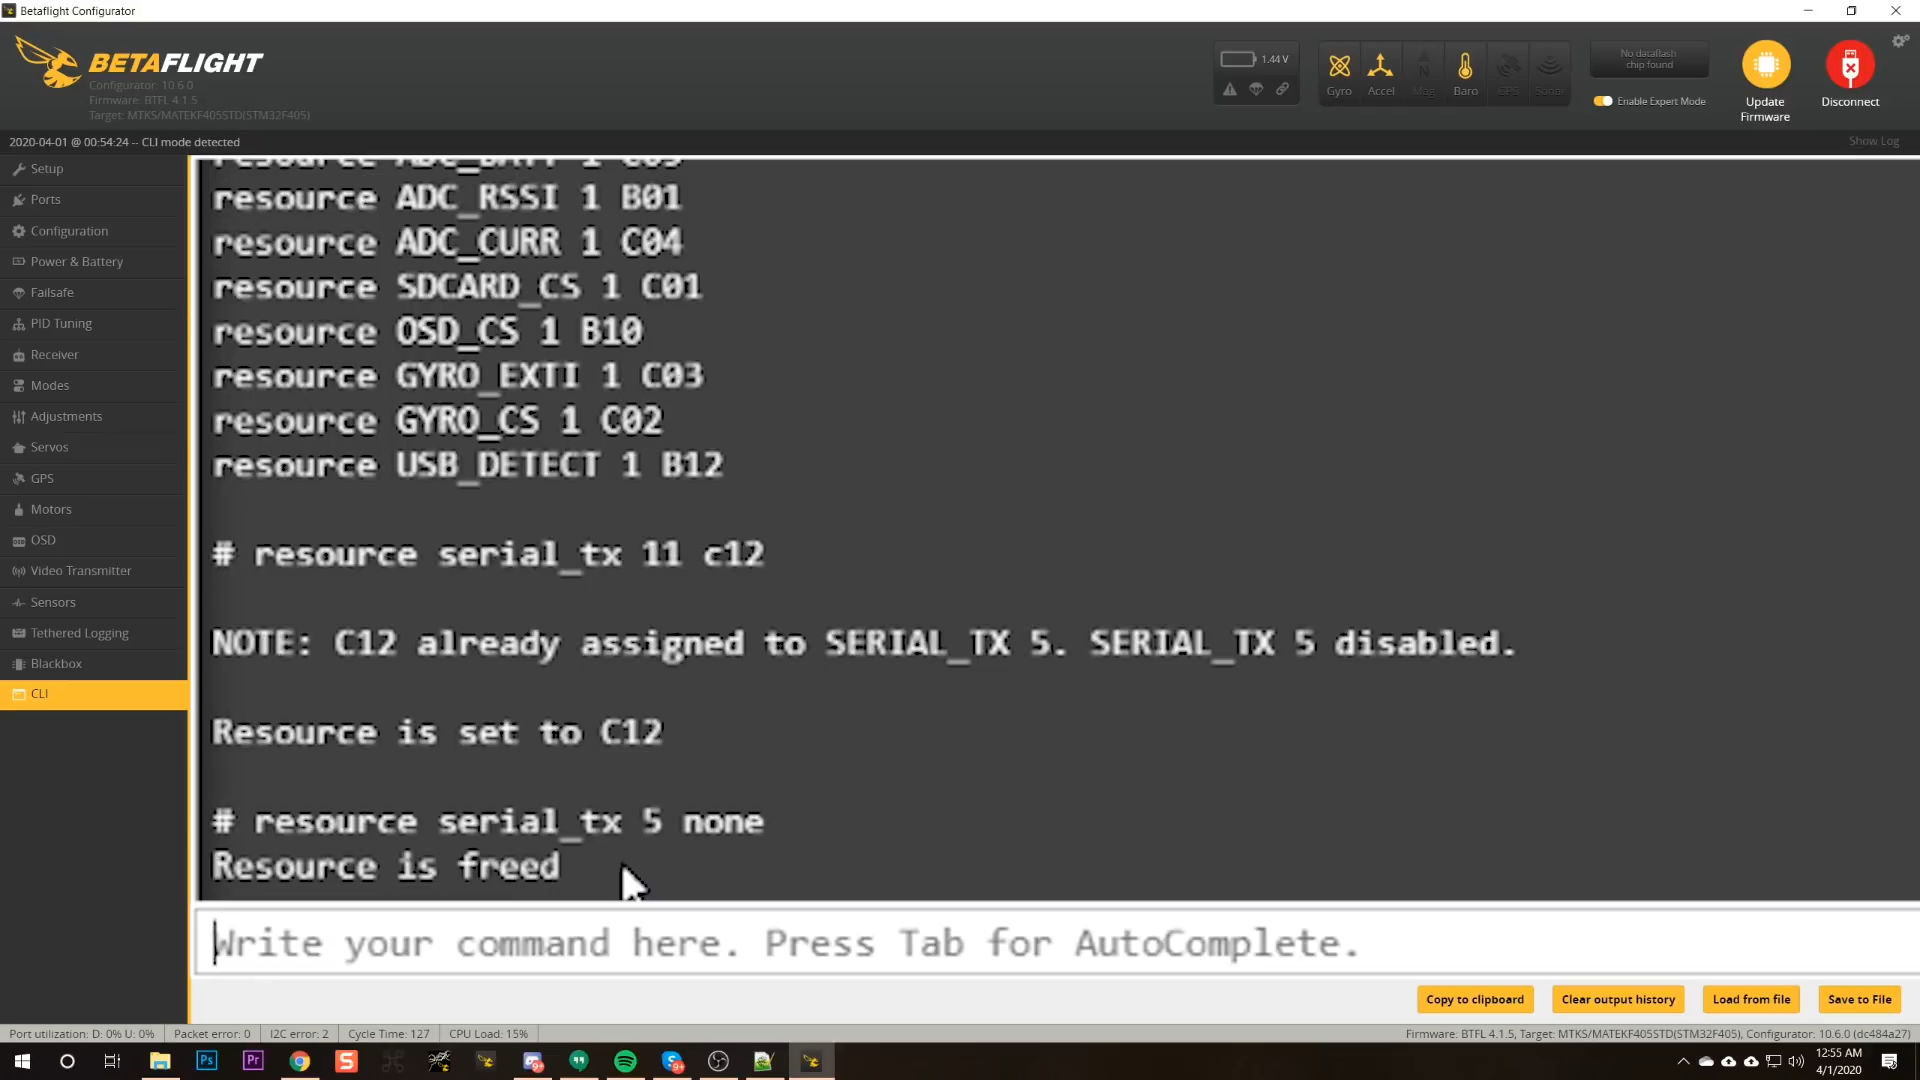 Betaflight Configurator
BETAFLIGHT
Configurator: 10.6.0
Firmware: BTFL 4.1.5
Target: MTKS/MATEKF405STD(STM32F405)
1.44 V
Gyro
Accel
Mag
Baro
GPS
Sonar
No dataflash
chip found
Enable Expert Mode
Update
Firmware
Disconnect
2020-04-01 @ 00:54:24 -- CLI mode detected
Show Log
Setup
Ports
Configuration
Power & Battery
Failsafe
PID Tuning
Receiver
Modes
Adjustments
Servos
GPS
Motors
OSD
Video Transmitter
Sensors
Tethered Logging
Blackbox
CLI
resource ADC_RSSI 1 B01
resource ADC_CURR 1 C04
resource SDCARD_CS 1 C01
resource OSD_CS 1 B10
resource GYRO_EXTI 1 C03
resource GYRO_CS 1 C02
resource USB_DETECT 1 B12
# resource serial_tx 11 c12
NOTE: C12 already assigned to SERIAL_TX 5. SERIAL_TX 5 disabled.
Resource is set to C12
# resource serial_tx 5 none
Resource is freed
Write your command here. Press Tab for AutoComplete.
Copy to clipboard
Clear output history
Load from file
Save to File
Port utilization: D: 0% U: 0%
Packet error: 0
I2C error: 2
Cycle Time: 127
CPU Load: 15%
Firmware: BTFL 4.1.5, Target: MTKS/MATEKF405STD(STM32F405), Configurator: 10.6.0 (dc484a27)
Ps
Pr
S
12:55 AM
4/1/2020